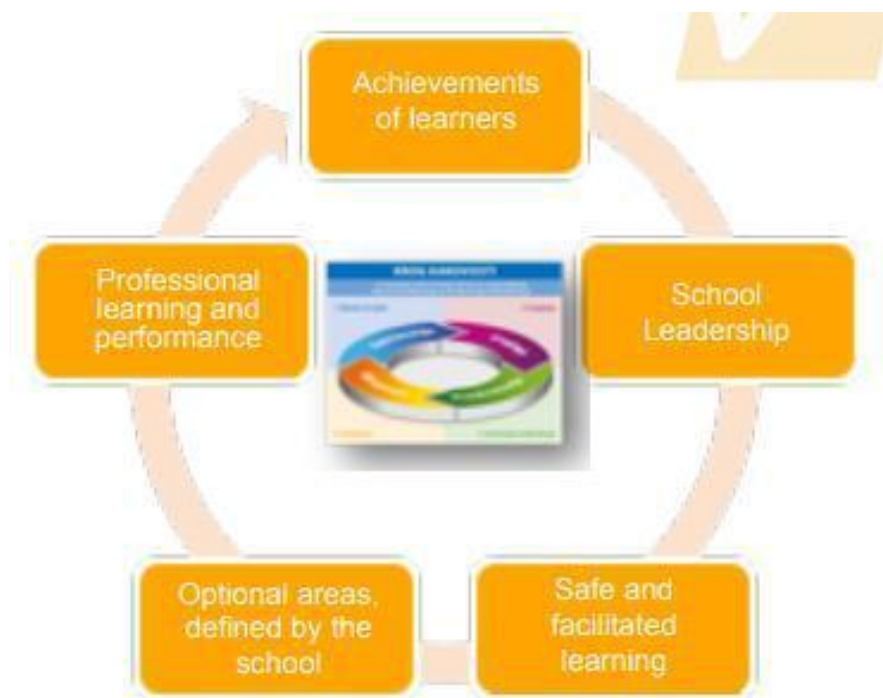 Achievements
of learners
School
Leadership
Safe and
facilitated
learning
Optional areas,
defined by the
school
Professional
learning and
performance